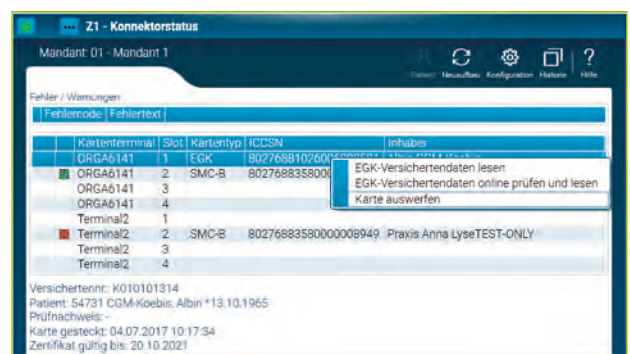 Z1 - Konnektorstatus
Mandant: 01 - Mandant 1
Patient Neuaufbau Konfiguration Historie Hilfe
Fehler / Warnungen
Fehlercode Fehlertext
Kartenterminal Slot Kartentyp ICCSN Inhaber
ORGA6141 1 EGK
EGK-Versichertendaten lesen
ORGA6141 2 SMC-B
EGK-Versichertendaten online prüfen und lesen
ORGA6141 3
Karte auswerfen
ORGA6141 4
Terminal2 1
Terminal2 2 SMC-B 80276883580000008949 Praxis Anna LyseTEST-ONLY
Terminal2 3
Terminal2 4
Versichertennr.: K010101314
Patient: 54731 CGM-Koebis, Albin *13.10.1965
Prüfnachweis: -
Karte gesteckt: 04.07.2017 10:17:34
Zertifikat gültig bis: 20.10.2021